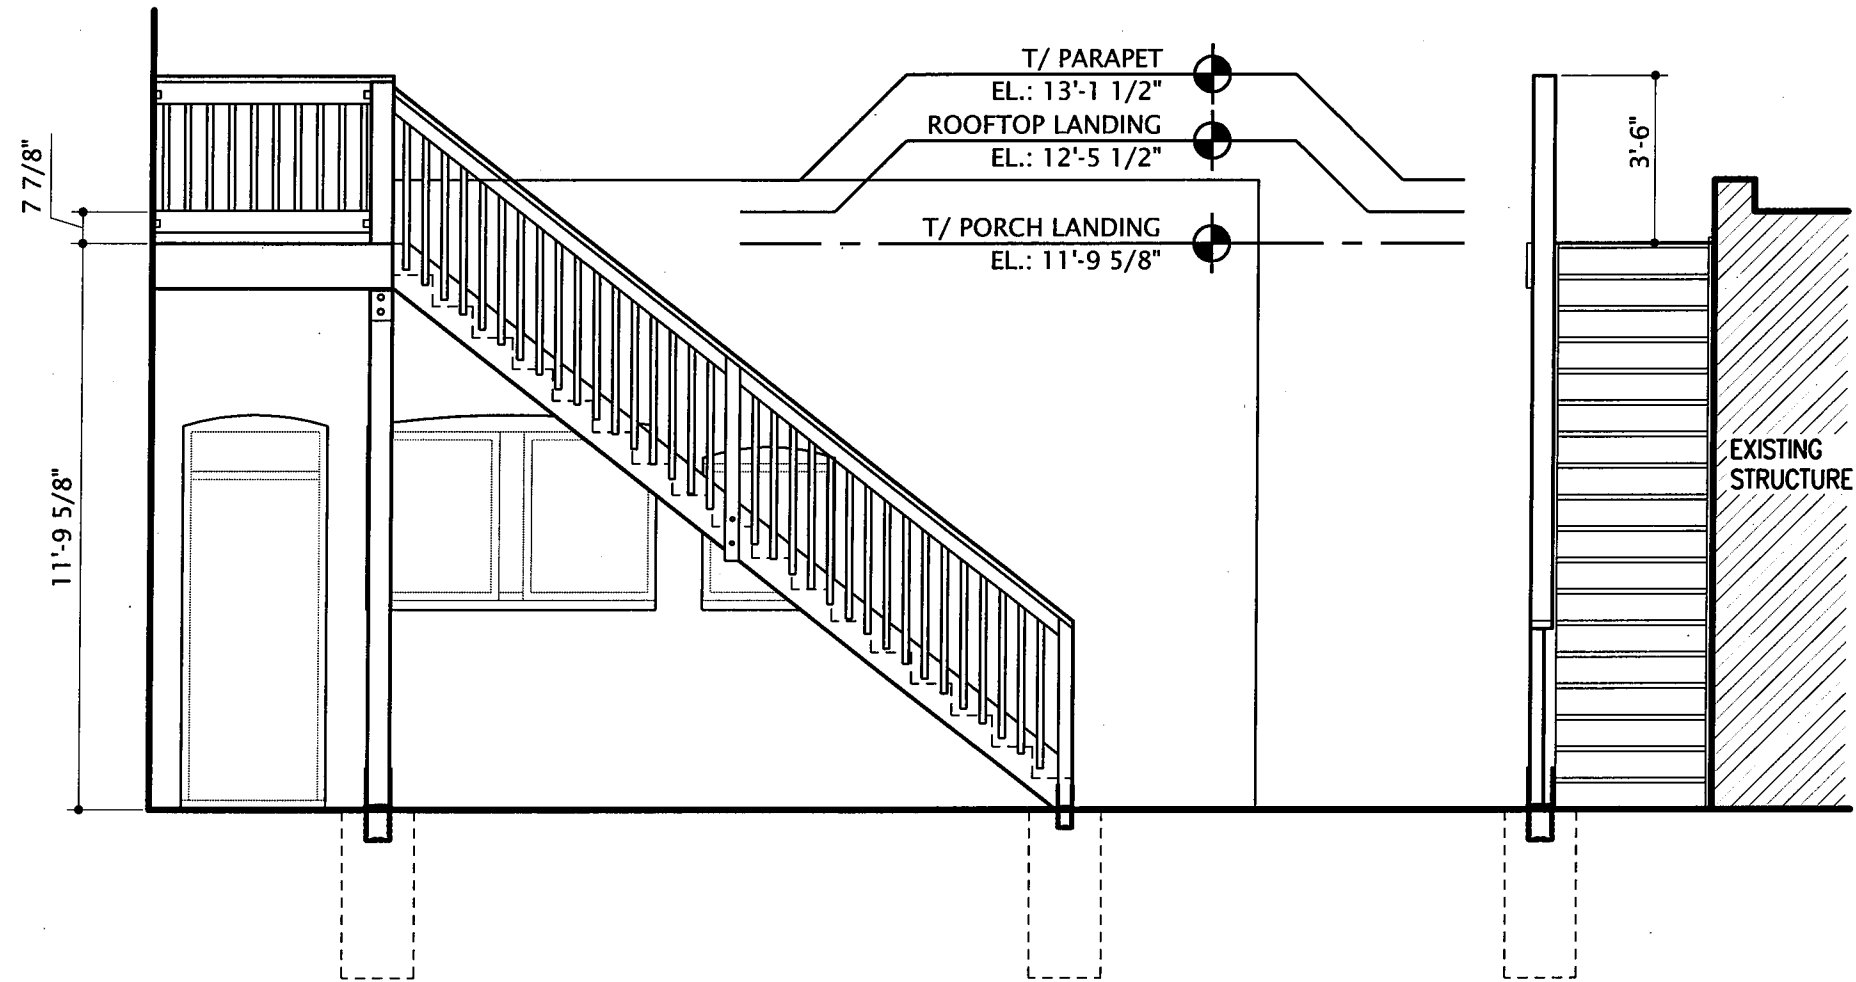 T/ PARAPET
EL.: 13'-1 1/2"
ROOFTOP LANDING
EL.: 12'-5 1/2"
T/ PORCH LANDING
EL.: 11'-9 5/8"
7 7/8"
11'-9 5/8"
3'-6"
EXISTING
STRUCTURE